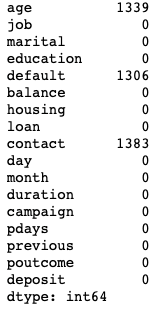 age 1339
job 0
marital 0
education 0
default 1306
balance 0
housing 0
loan 0
contact 1383
day 0
month 0
duration 0
campaign 0
pdays 0
previous 0
poutcome 0
deposit 0
dtype: int64